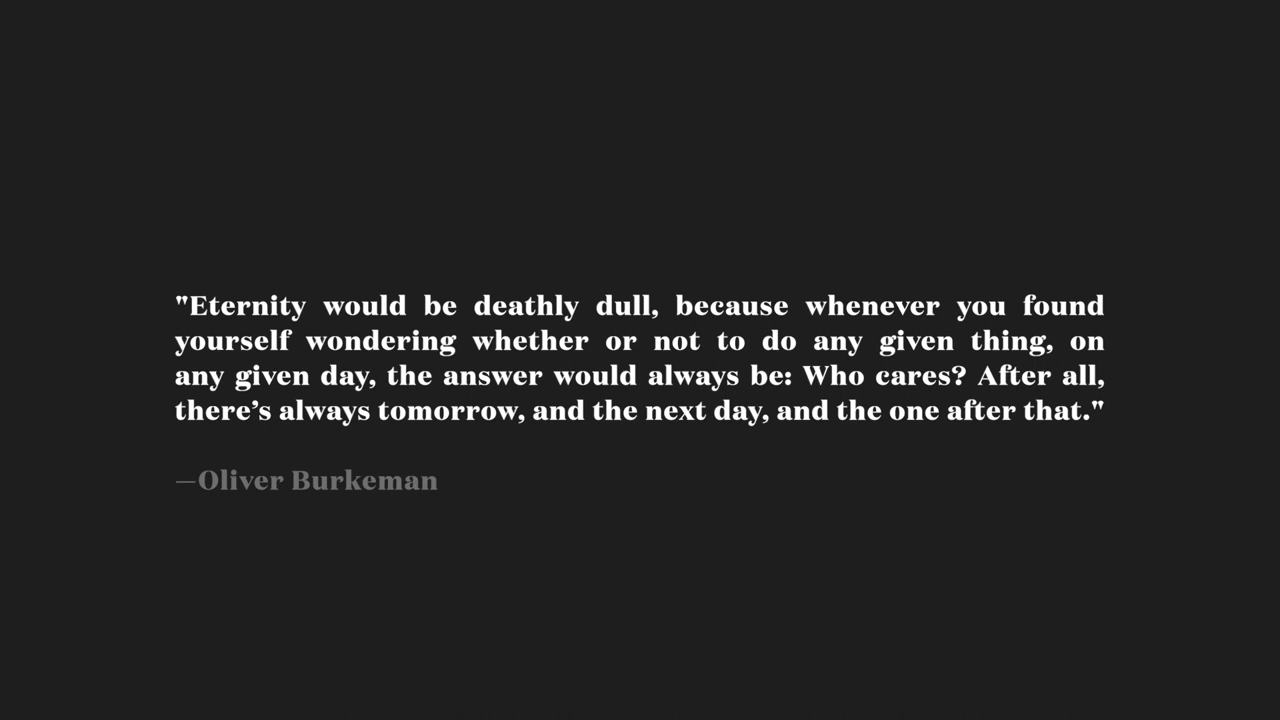 "Eternity would be deathly dull, because whenever you found
yourself wondering whether or not to do any given thing, on
any given day, the answer would always be: Who cares? After all,
there’s always tomorrow, and the next day, and the one after that."
—Oliver Burkeman